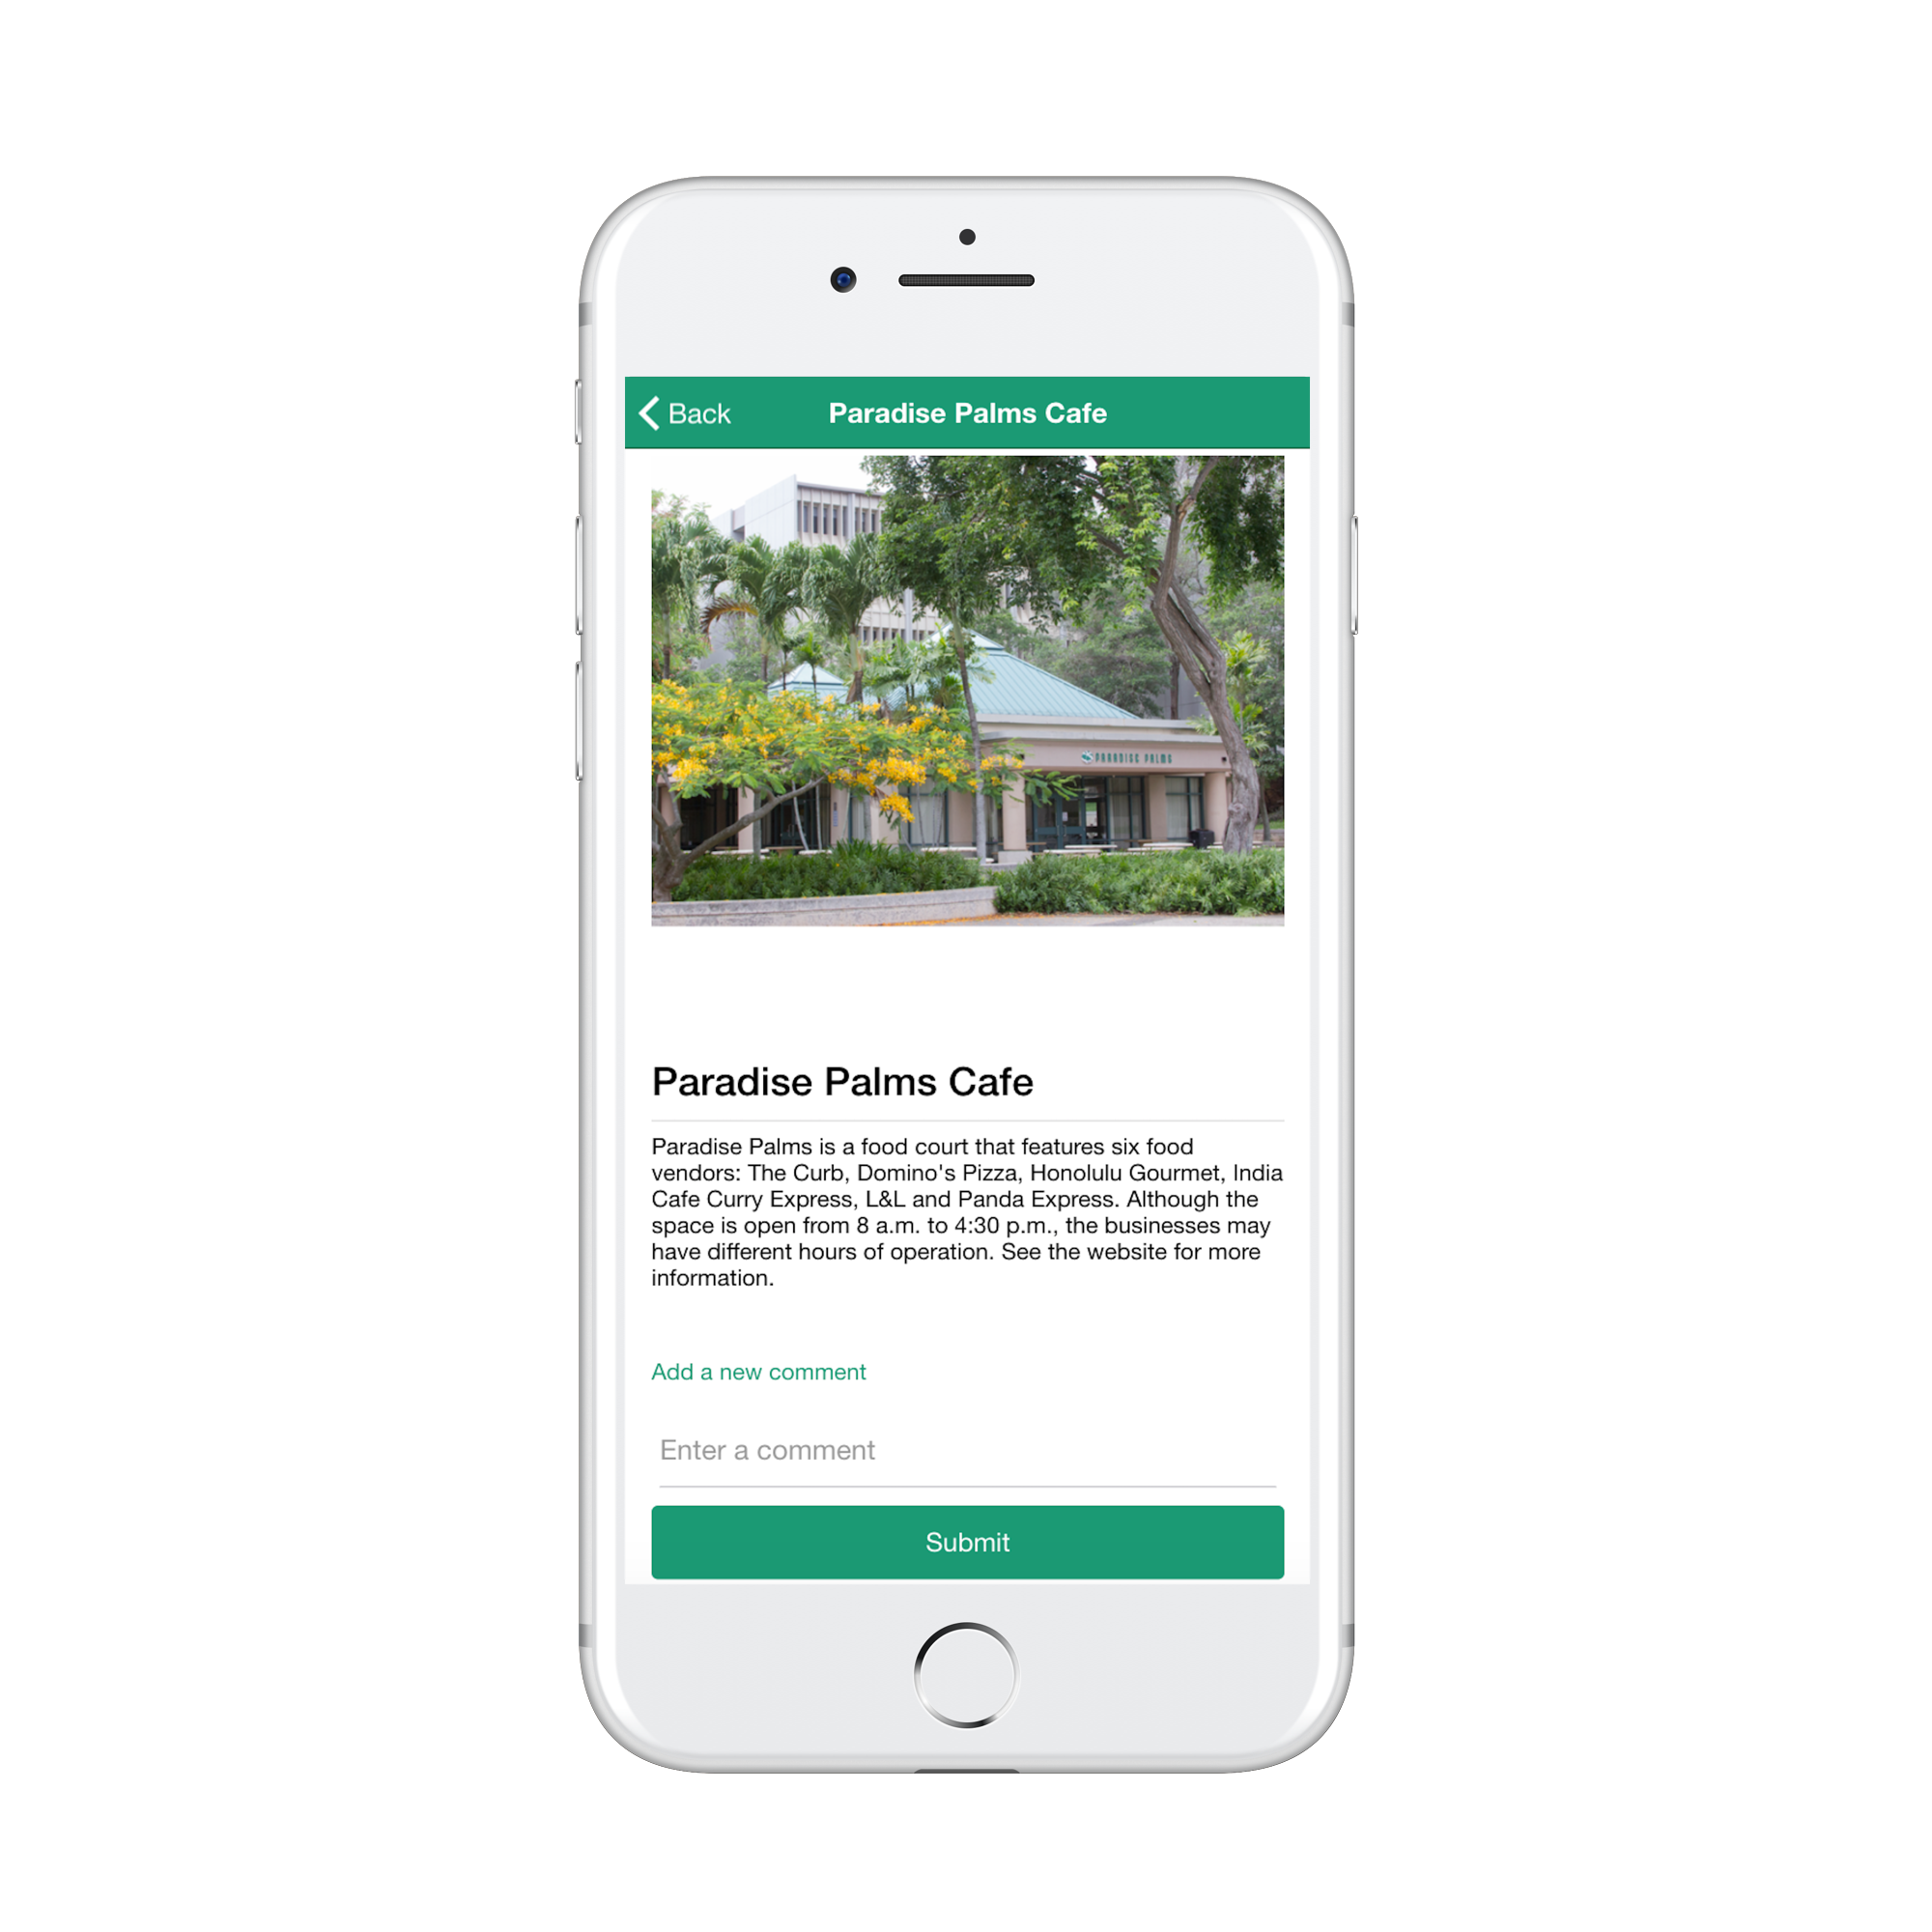 Back
Paradise Palms Cafe
PARADISE PALMS
Paradise Palms Cafe
Paradise Palms is a food court that features six food
vendors: The Curb, Domino's Pizza, Honolulu Gourmet, India
Cafe Curry Express, L&L and Panda Express. Although the
space is open from 8 a.m. to 4:30 p.m., the businesses may
have different hours of operation. See the website for more
information.
Add a new comment
Enter a comment
Submit